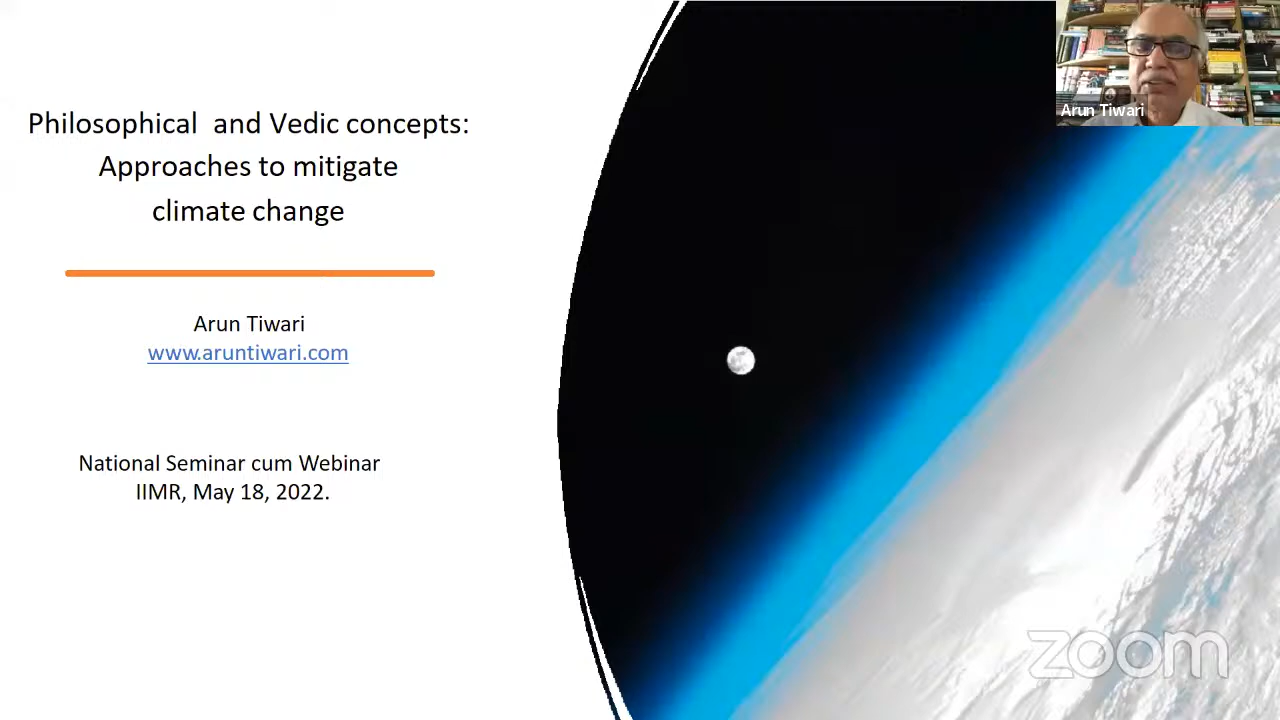 Philosophical and Vedic concepts:
Approaches to mitigate
climate change
Arun Tiwari
www.aruntiwari.com
National Seminar cum Webinar
IIMR, May 18, 2022.
Arun Tiwari
zoom